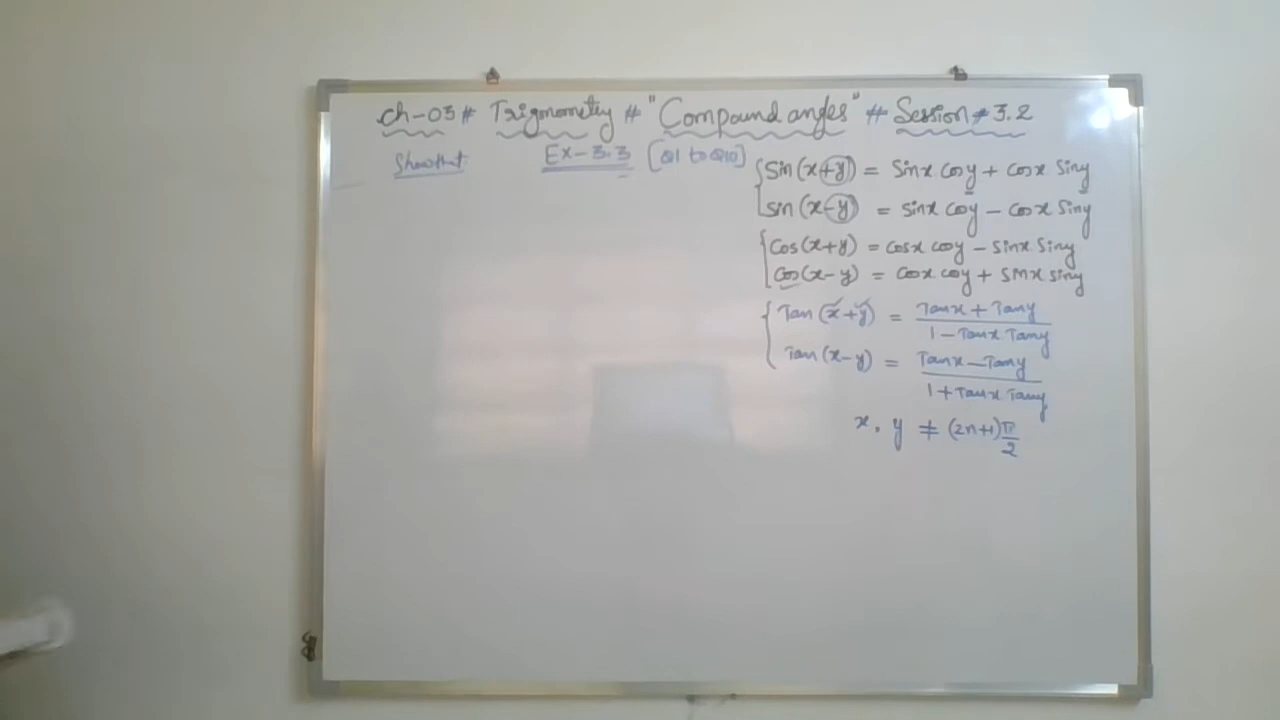 Ch-03 # Trignometry # "Compound angles" # Session # 3.2
Show that Ex-3.3 [Q1 to Q10]
Sin(x+y) = Sinx cosy + cosx Siny
sin(x-y) = sinx cosy - cosx Siny
Cos(x+y) = cosx cosy - sinx Siny
Cos(x-y) = cosx cosy + sinx siny
Tan(x+y) = Tanx + Tany
1 - Tanx Tany
Tan(x-y) = Tanx - Tany
1 + Tanx Tany
x, y ≠ (2n+1) π
2